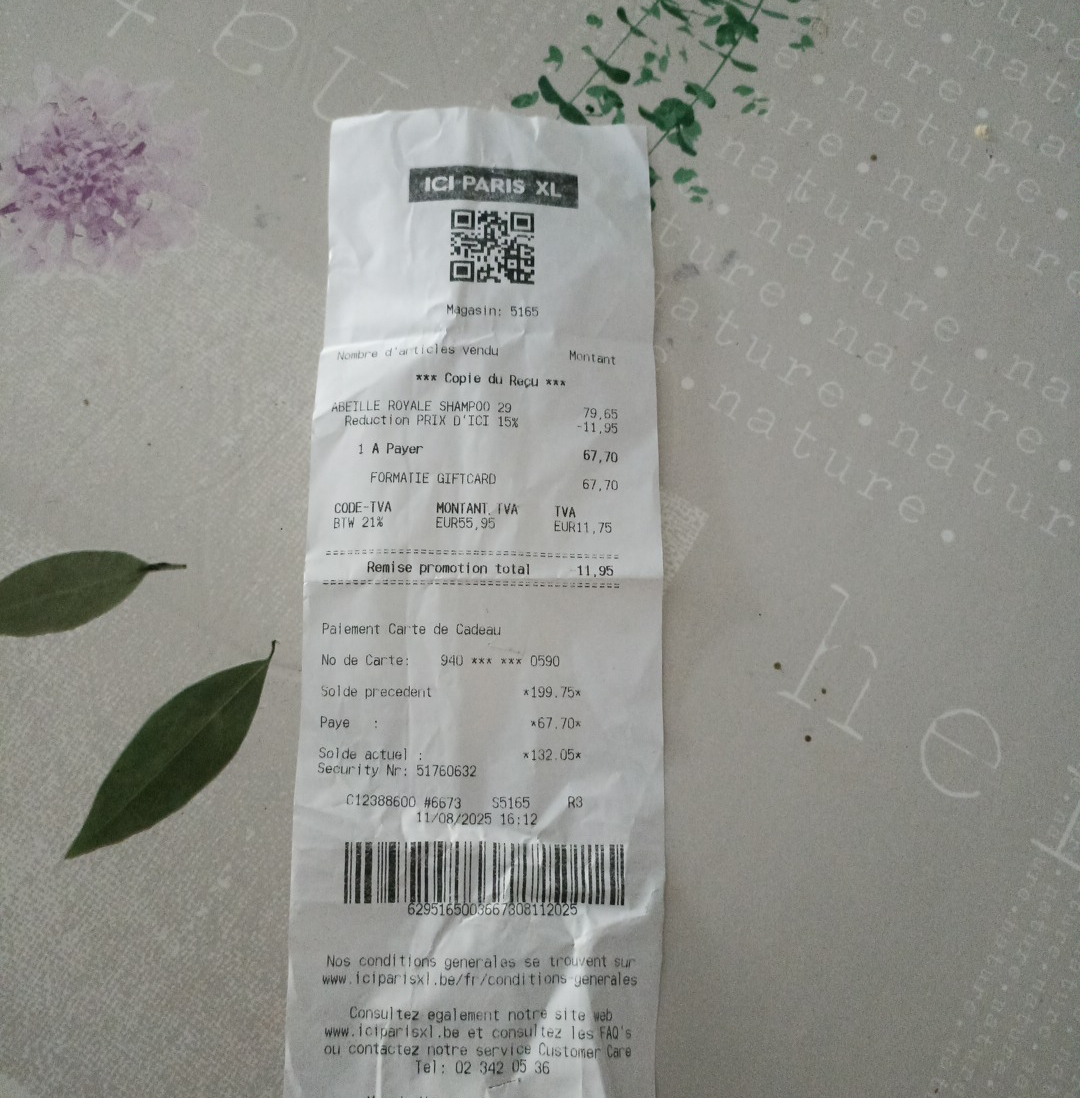 ICI PARIS XL
Magasin: 5165
Nombre d'articles vendu Montant
*** Copie du Reçu ***
ABEILLE ROYALE SHAMPOO 29 79,65
Reduction PRIX D'ICI 15% -11,95
1 A Payer 67,70
FORMATIE GIFTCARD 67,70
CODE-TVA MONTANT TVA TVA
BTW 21% EUR55,95 EUR11,75
Remise promotion total 11,95
Paiement Carte de Cadeau
No de Carte: 940 *** *** 0590
Solde precedent *199.75*
Paye : *67.70*
Solde actuel : *132.05*
Security Nr: 51760632
C12388600 #6673 S5165 R3
11/08/2025 16:12
6295165003667308112025
Nos conditions generales se trouvent sur
www.iciparisxl.be/fr/conditions-generales
Consultez egalement notre site web
www.iciparisxl.be et consultez les FAQ's
ou contactez notre service Customer Care
Tel: 02 342 05 36